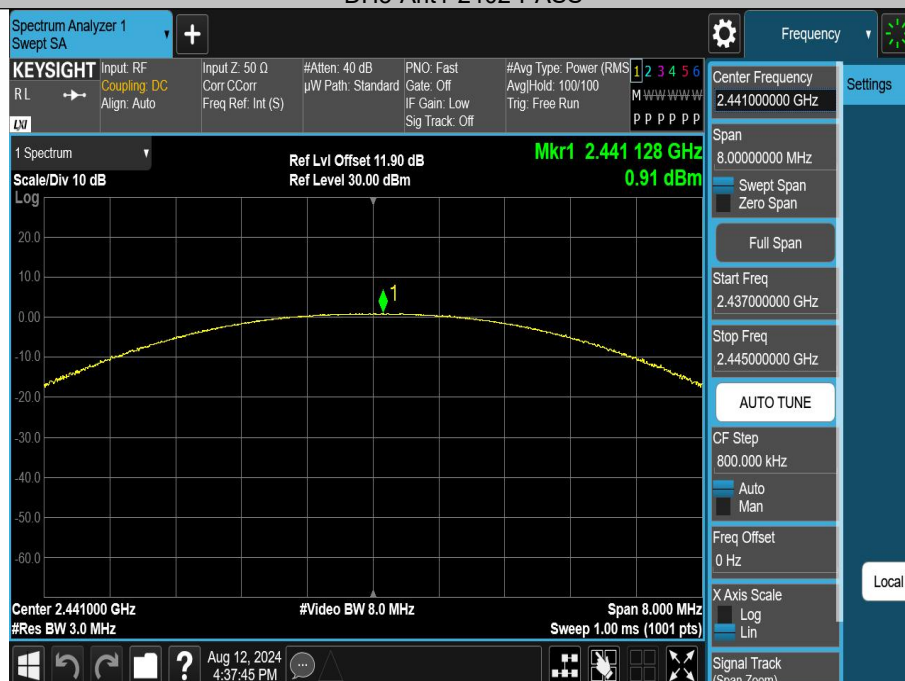 Spectrum Analyzer 1
Swept SA
Frequency
KEYSIGHT
RL
LXI
Input: RF
Coupling: DC
Align: Auto
Input Z: 50 Ω
Corr CCorr
Freq Ref: Int (S)
#Atten: 40 dB
µW Path: Standard
PNO: Fast
Gate: Off
IF Gain: Low
Sig Track: Off
#Avg Type: Power (RMS
Avg|Hold: 100/100
Trig: Free Run
1 2 3 4 5 6
M W W W W W
P P P P P P
1 Spectrum
Scale/Div 10 dB
Log
Ref Lvl Offset 11.90 dB
Ref Level 30.00 dBm
Mkr1 2.441 128 GHz
0.91 dBm
20.0
10.0
0.00
-10.0
-20.0
-30.0
-40.0
-50.0
-60.0
1
Center 2.441000 GHz
#Res BW 3.0 MHz
#Video BW 8.0 MHz
Span 8.000 MHz
Sweep 1.00 ms (1001 pts)
Center Frequency
2.441000000 GHz
Settings
Span
8.00000000 MHz
Swept Span
Zero Span
Full Span
Start Freq
2.437000000 GHz
Stop Freq
2.445000000 GHz
AUTO TUNE
CF Step
800.000 kHz
Auto
Man
Freq Offset
0 Hz
Local
X Axis Scale
Log
Lin
Signal Track
(Span Zoom)
?
Aug 12, 2024
4:37:45 PM